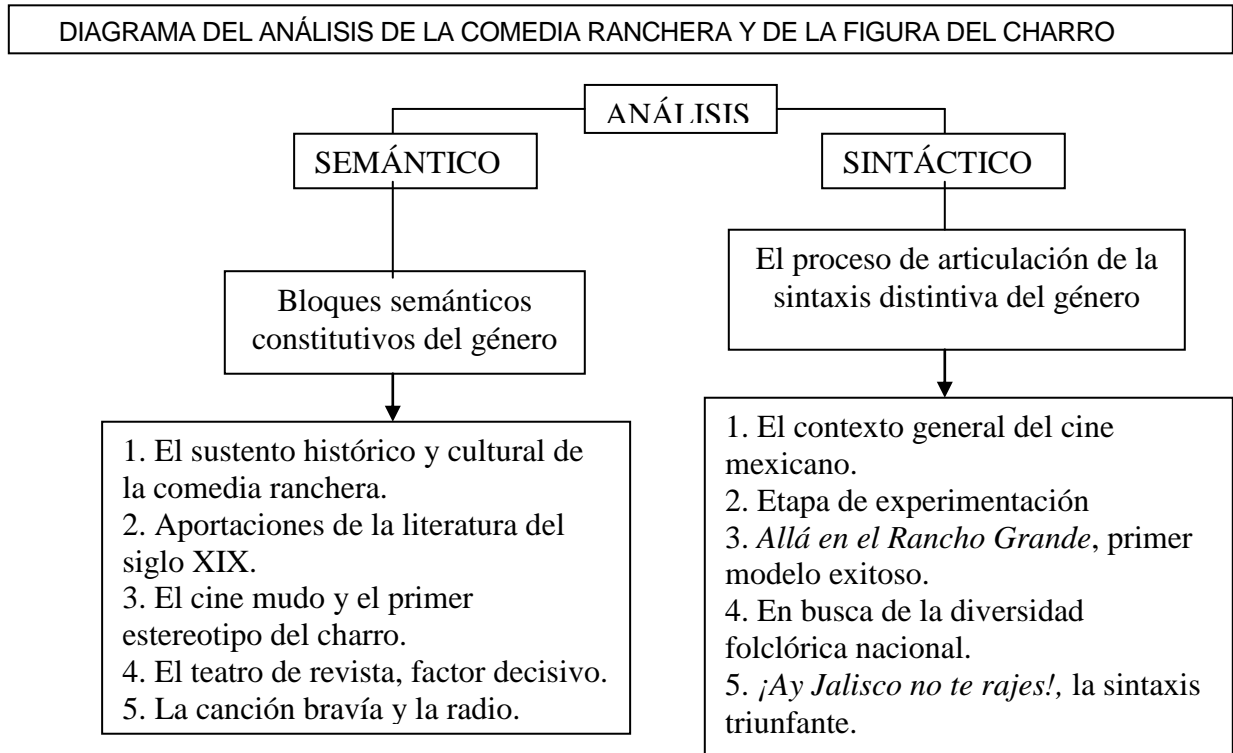 DIAGRAMA DEL ANÁLISIS DE LA COMEDIA RANCHERA Y DE LA FIGURA DEL CHARRO
ANÁLISIS
SEMÁNTICO
SINTÁCTICO
Bloques semánticos
constitutivos del género
El proceso de articulación de la
sintaxis distintiva del género
1. El sustento histórico y cultural de
la comedia ranchera.
2. Aportaciones de la literatura del
siglo XIX.
3. El cine mudo y el primer
estereotipo del charro.
4. El teatro de revista, factor decisivo.
5. La canción bravía y la radio.
1. El contexto general del cine
mexicano.
2. Etapa de experimentación
3. Allá en el Rancho Grande, primer
modelo exitoso.
4. En busca de la diversidad
folclórica nacional.
5. ¡Ay Jalisco no te rajes!, la sintaxis
triunfante.